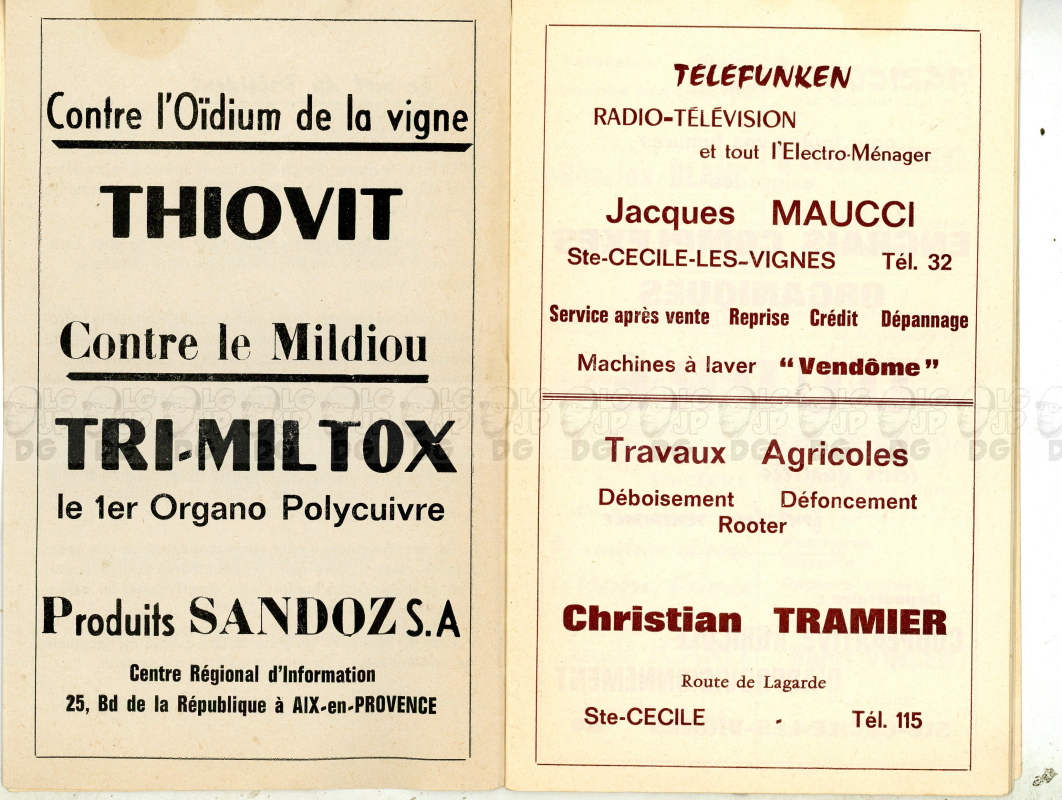 Contre l'Oïdium de la vigne
THIOVIT
Contre le Mildiou
TRI-MILTOX
le 1er Organo Polycuivre
Produits SANDOZ S.A
Centre Régional d'Information
25, Bd de la République à AIX-en-PROVENCE
TELEFUNKEN
RADIO-TÉLÉVISION
et tout l'Electro-Ménager
Jacques MAUCCI
Ste-CECILE-LES-VIGNES Tél. 32
Service après vente Reprise Crédit Dépannage
Machines à laver "Vendôme"
Travaux Agricoles
Déboisement Défoncement
Rooter
Christian TRAMIER
Route de Lagarde
Ste-CECILE - Tél. 115